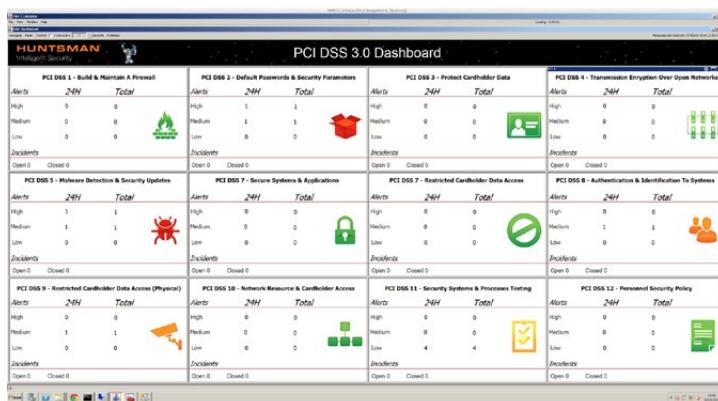 HUNTSMAN
Intelligent Security
PCI DSS 3.0 Dashboard
PCI DSS 1 - Build & Maintain A Firewall
Alerts 24H Total
High 0 0
Medium 0 0
Low 0 0
Incidents
Open 0 Closed 0
PCI DSS 2 - Default Passwords & Security Parameters
Alerts 24H Total
High 1 1
Medium 1 1
Low 0 0
Incidents
Open 0 Closed 0
PCI DSS 3 - Protect Cardholder Data
Alerts 24H Total
High 0 0
Medium 0 0
Low 0 0
Incidents
Open 0 Closed 0
PCI DSS 4 - Transmission Enryption Over Open Networks
Alerts 24H Total
High 0 0
Medium 0 0
Low 0 0
Incidents
Open 0 Closed 0
PCI DSS 5 - Malware Detection & Security Updates
Alerts 24H Total
High 1 1
Medium 1 1
Low 0 0
Incidents
Open 0 Closed 0
PCI DSS 7 - Secure Systems & Applications
Alerts 24H Total
High 0 0
Medium 0 0
Low 0 0
Incidents
Open 0 Closed 0
PCI DSS 7 - Restricted Cardholder Data Access
Alerts 24H Total
High 0 0
Medium 0 0
Low 0 0
Incidents
Open 0 Closed 0
PCI DSS 8 - Authentication & Identification To Systems
Alerts 24H Total
High 0 0
Medium 1 1
Low 0 0
Incidents
Open 0 Closed 0
PCI DSS 9 - Restricted Cardholder Data Access (Physical)
Alerts 24H Total
High 0 0
Medium 1 1
Low 0 0
Incidents
Open 0 Closed 0
PCI DSS 10 - Network Resource & Cardholder Access
Alerts 24H Total
High 0 0
Medium 0 0
Low 0 0
Incidents
Open 0 Closed 0
PCI DSS 11 - Security Systems & Processes Testing
Alerts 24H Total
High 0 0
Medium 0 0
Low 4 4
Incidents
Open 0 Closed 0
PCI DSS 12 - Personnel Security Policy
Alerts 24H Total
High 0 0
Medium 0 0
Low 0 0
Incidents
Open 0 Closed 0